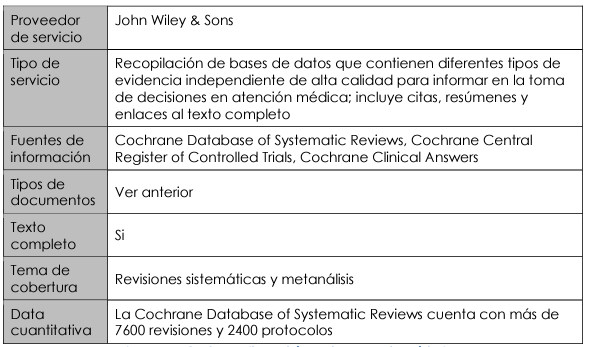 Proveedor
de servicio
John Wiley & Sons
Tipo de
servicio
Recopilación de bases de datos que contienen diferentes tipos de
evidencia independiente de alta calidad para informar en la toma
de decisiones en atención médica; incluye citas, resúmenes y
enlaces al texto completo
Fuentes de
información
Cochrane Database of Systematic Reviews, Cochrane Central
Register of Controlled Trials, Cochrane Clinical Answers
Tipos de
documentos
Ver anterior
Texto
completo
Si
Tema de
cobertura
Revisiones sistemáticas y metanálisis
Data
cuantitativa
La Cochrane Database of Systematic Reviews cuenta con más de
7600 revisiones y 2400 protocolos